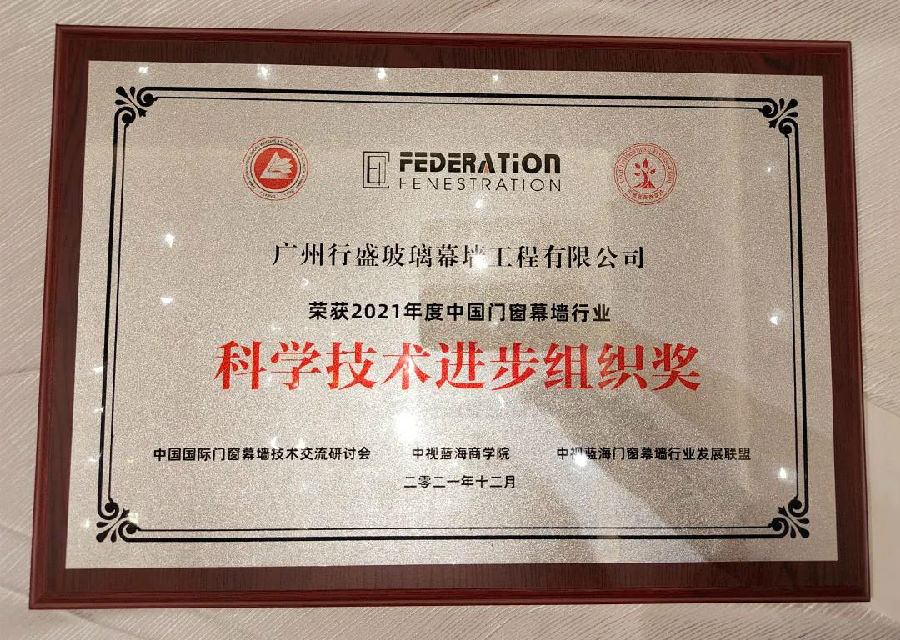 FEDERATION
FENESTRATION
广州行盛玻璃幕墙工程有限公司
荣获2021年度中国门窗幕墙行业
科学技术进步组织奖
中国国际门窗幕墙技术交流研讨会 中视蓝海商学院 中视蓝海门窗幕墙行业发展联盟
二零二一年十二月